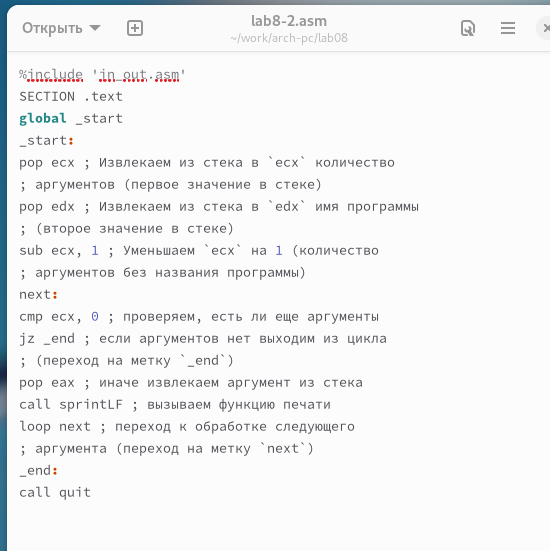 Открыть
lab8-2.asm
~/work/arch-pc/lab08
%include 'in_out.asm'
SECTION .text
global _start
_start:
pop ecx ; Извлекаем из стека в `ecx` количество
; аргументов (первое значение в стеке)
pop edx ; Извлекаем из стека в `edx` имя программы
; (второе значение в стеке)
sub ecx, 1 ; Уменьшаем `ecx` на 1 (количество
; аргументов без названия программы)
next:
cmp ecx, 0 ; проверяем, есть ли еще аргументы
jz _end ; если аргументов нет выходим из цикла
; (переход на метку `_end`)
pop eax ; иначе извлекаем аргумент из стека
call sprintLF ; вызываем функцию печати
loop next ; переход к обработке следующего
; аргумента (переход на метку `next`)
_end:
call quit